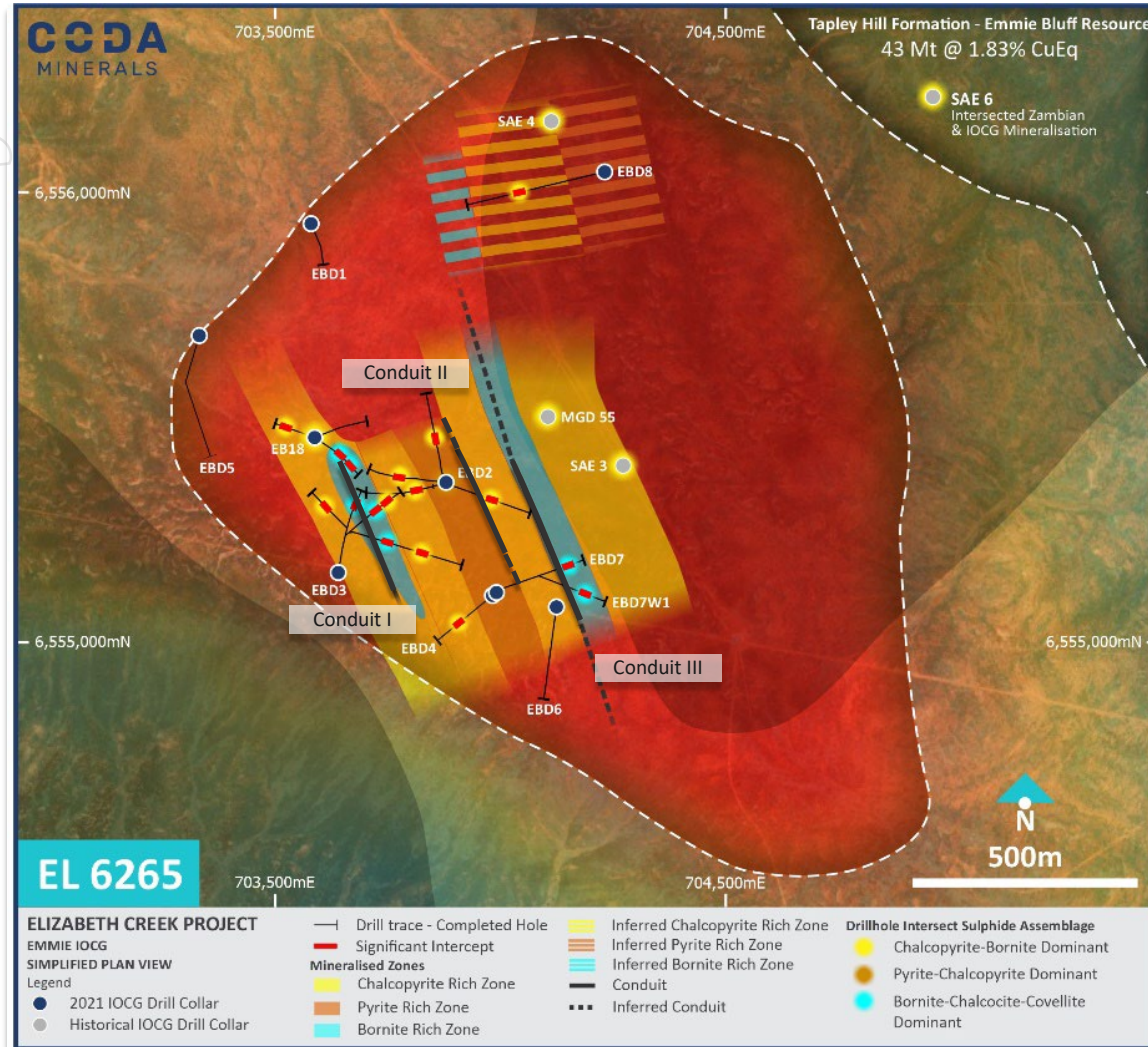 CODA
MINERALS
703,500mE
704,500mE
Tapley Hill Formation - Emmie Bluff Resource
43 Mt @ 1.83% CuEq
SAE 6
Intersected Zambian
& IOCG Mineralisation
SAE 4
EBD8
6,556,000mN
EBD1
Conduit II
MGD 55
EB18
EBD5
EBD2
SAE 3
EBD3
EBD7
EBD7W1
Conduit I
EBD4
6,555,000mN
6,555,000mN
Conduit III
EBD6
N
500m
EL 6265
703,500mE
704,500mE
ELIZABETH CREEK PROJECT
EMMIE IOCG
SIMPLIFIED PLAN VIEW
Legend
2021 IOCG Drill Collar
Historical IOCG Drill Collar
Drill trace - Completed Hole
Significant Intercept
Mineralised Zones
Chalcopyrite Rich Zone
Pyrite Rich Zone
Bornite Rich Zone
Inferred Chalcopyrite Rich Zone
Inferred Pyrite Rich Zone
Inferred Bornite Rich Zone
Conduit
Inferred Conduit
Drillhole Intersect Sulphide Assemblage
Chalcopyrite-Bornite Dominant
Pyrite-Chalcopyrite Dominant
Bornite-Chalcocite-Covellite
Dominant